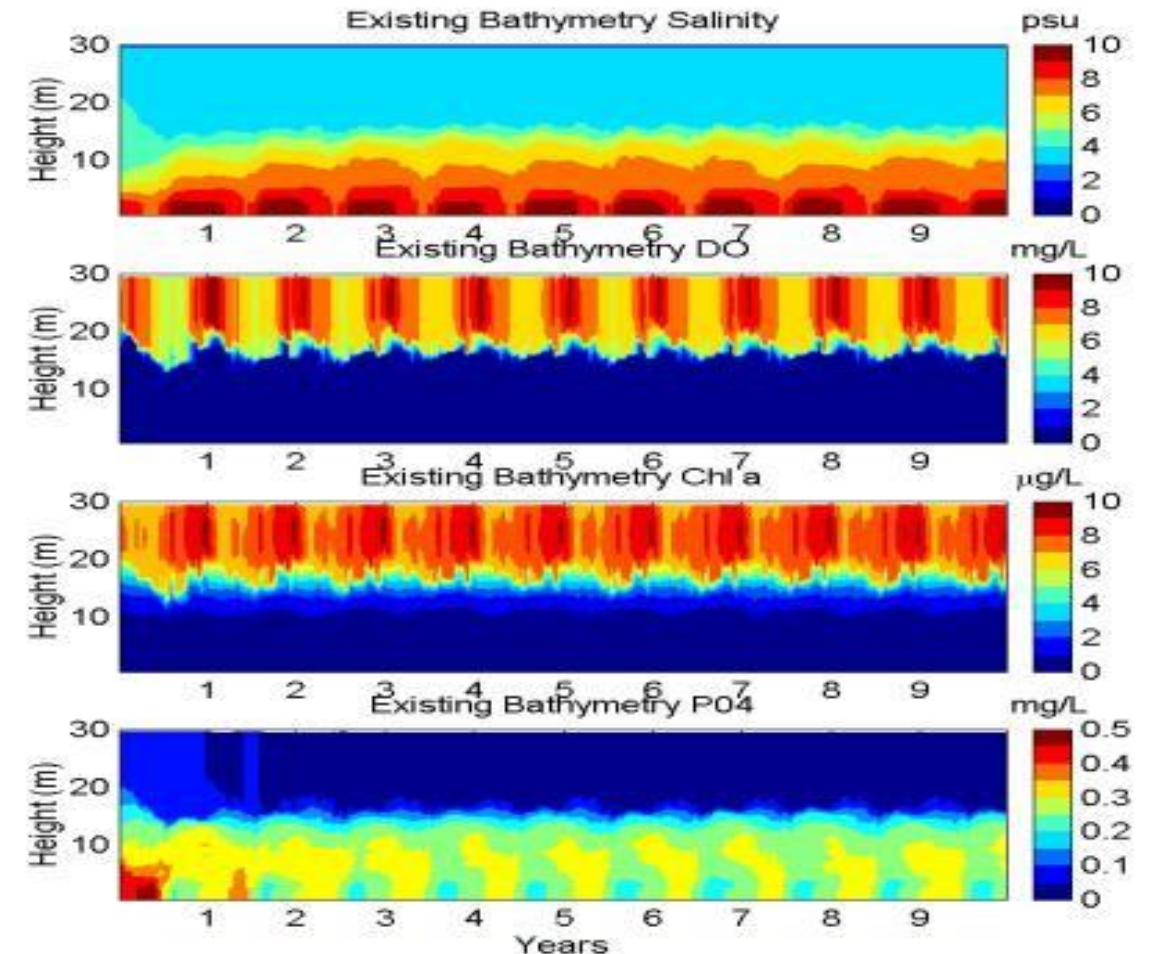 Existing Bathymetry Salinity psu
30 10
20 8
Height (m) 6
10 4
2
0
1 2 3 4 5 6 7 8 9
Existing Bathymetry DO mg/L
30 10
20 8
Height (m) 6
10 4
2
0
1 2 3 4 5 6 7 8 9
Existing Bathymetry Chl a µg/L
30 10
20 8
Height (m) 6
10 4
2
0
1 2 3 4 5 6 7 8 9
Existing Bathymetry P04 mg/L
30 0.5
20 0.4
Height (m) 0.3
10 0.2
0.1
0
1 2 3 4 5 6 7 8 9
Years